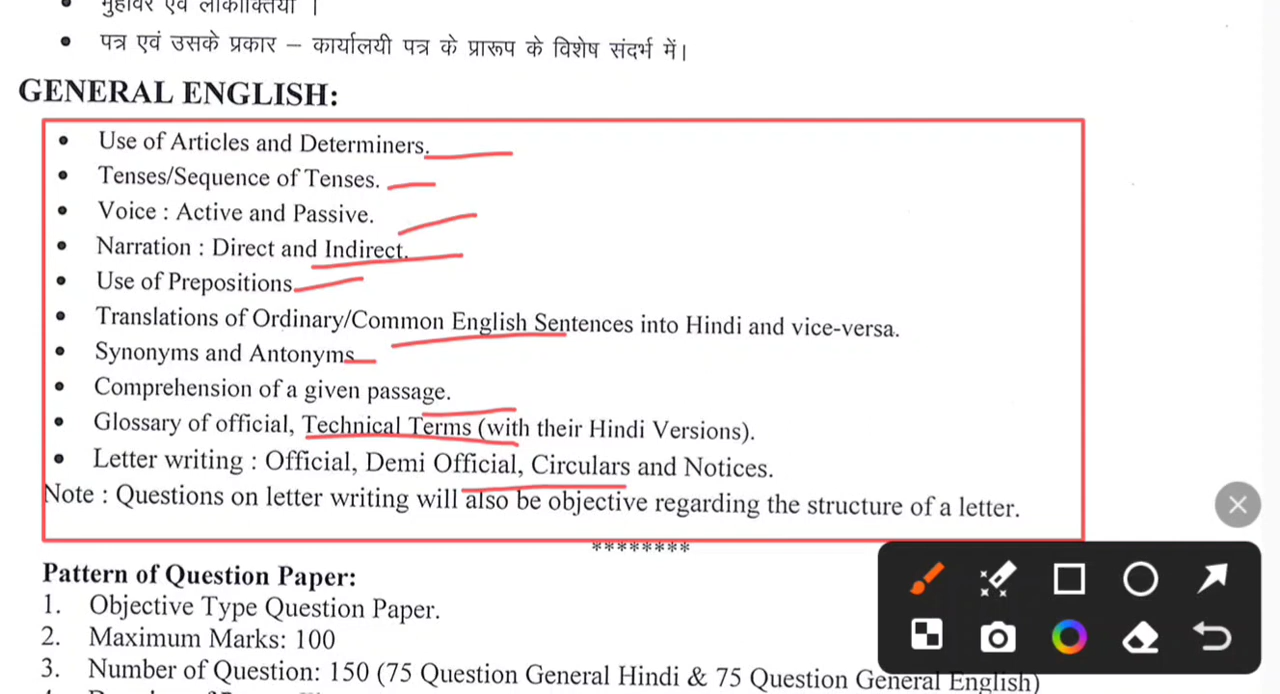 मुहावरे एवं लोकोक्तियाँ ।
पत्र एवं उसके प्रकार – कार्यालयी पत्र के प्रारूप के विशेष संदर्भ में।
GENERAL ENGLISH:
Use of Articles and Determiners.
Tenses/Sequence of Tenses.
Voice : Active and Passive.
Narration : Direct and Indirect.
Use of Prepositions
Translations of Ordinary/Common English Sentences into Hindi and vice-versa.
Synonyms and Antonyms
Comprehension of a given passage.
Glossary of official, Technical Terms (with their Hindi Versions).
Letter writing : Official, Demi Official, Circulars and Notices.
Note : Questions on letter writing will also be objective regarding the structure of a letter.
********
Pattern of Question Paper:
1. Objective Type Question Paper.
2. Maximum Marks: 100
3. Number of Question: 150 (75 Question General Hindi & 75 Question General English)